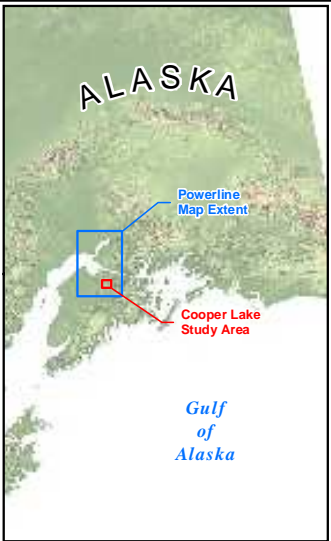 ALASKA
Powerline
Map Extent
Cooper Lake
Study Area
Gulf
of
Alaska